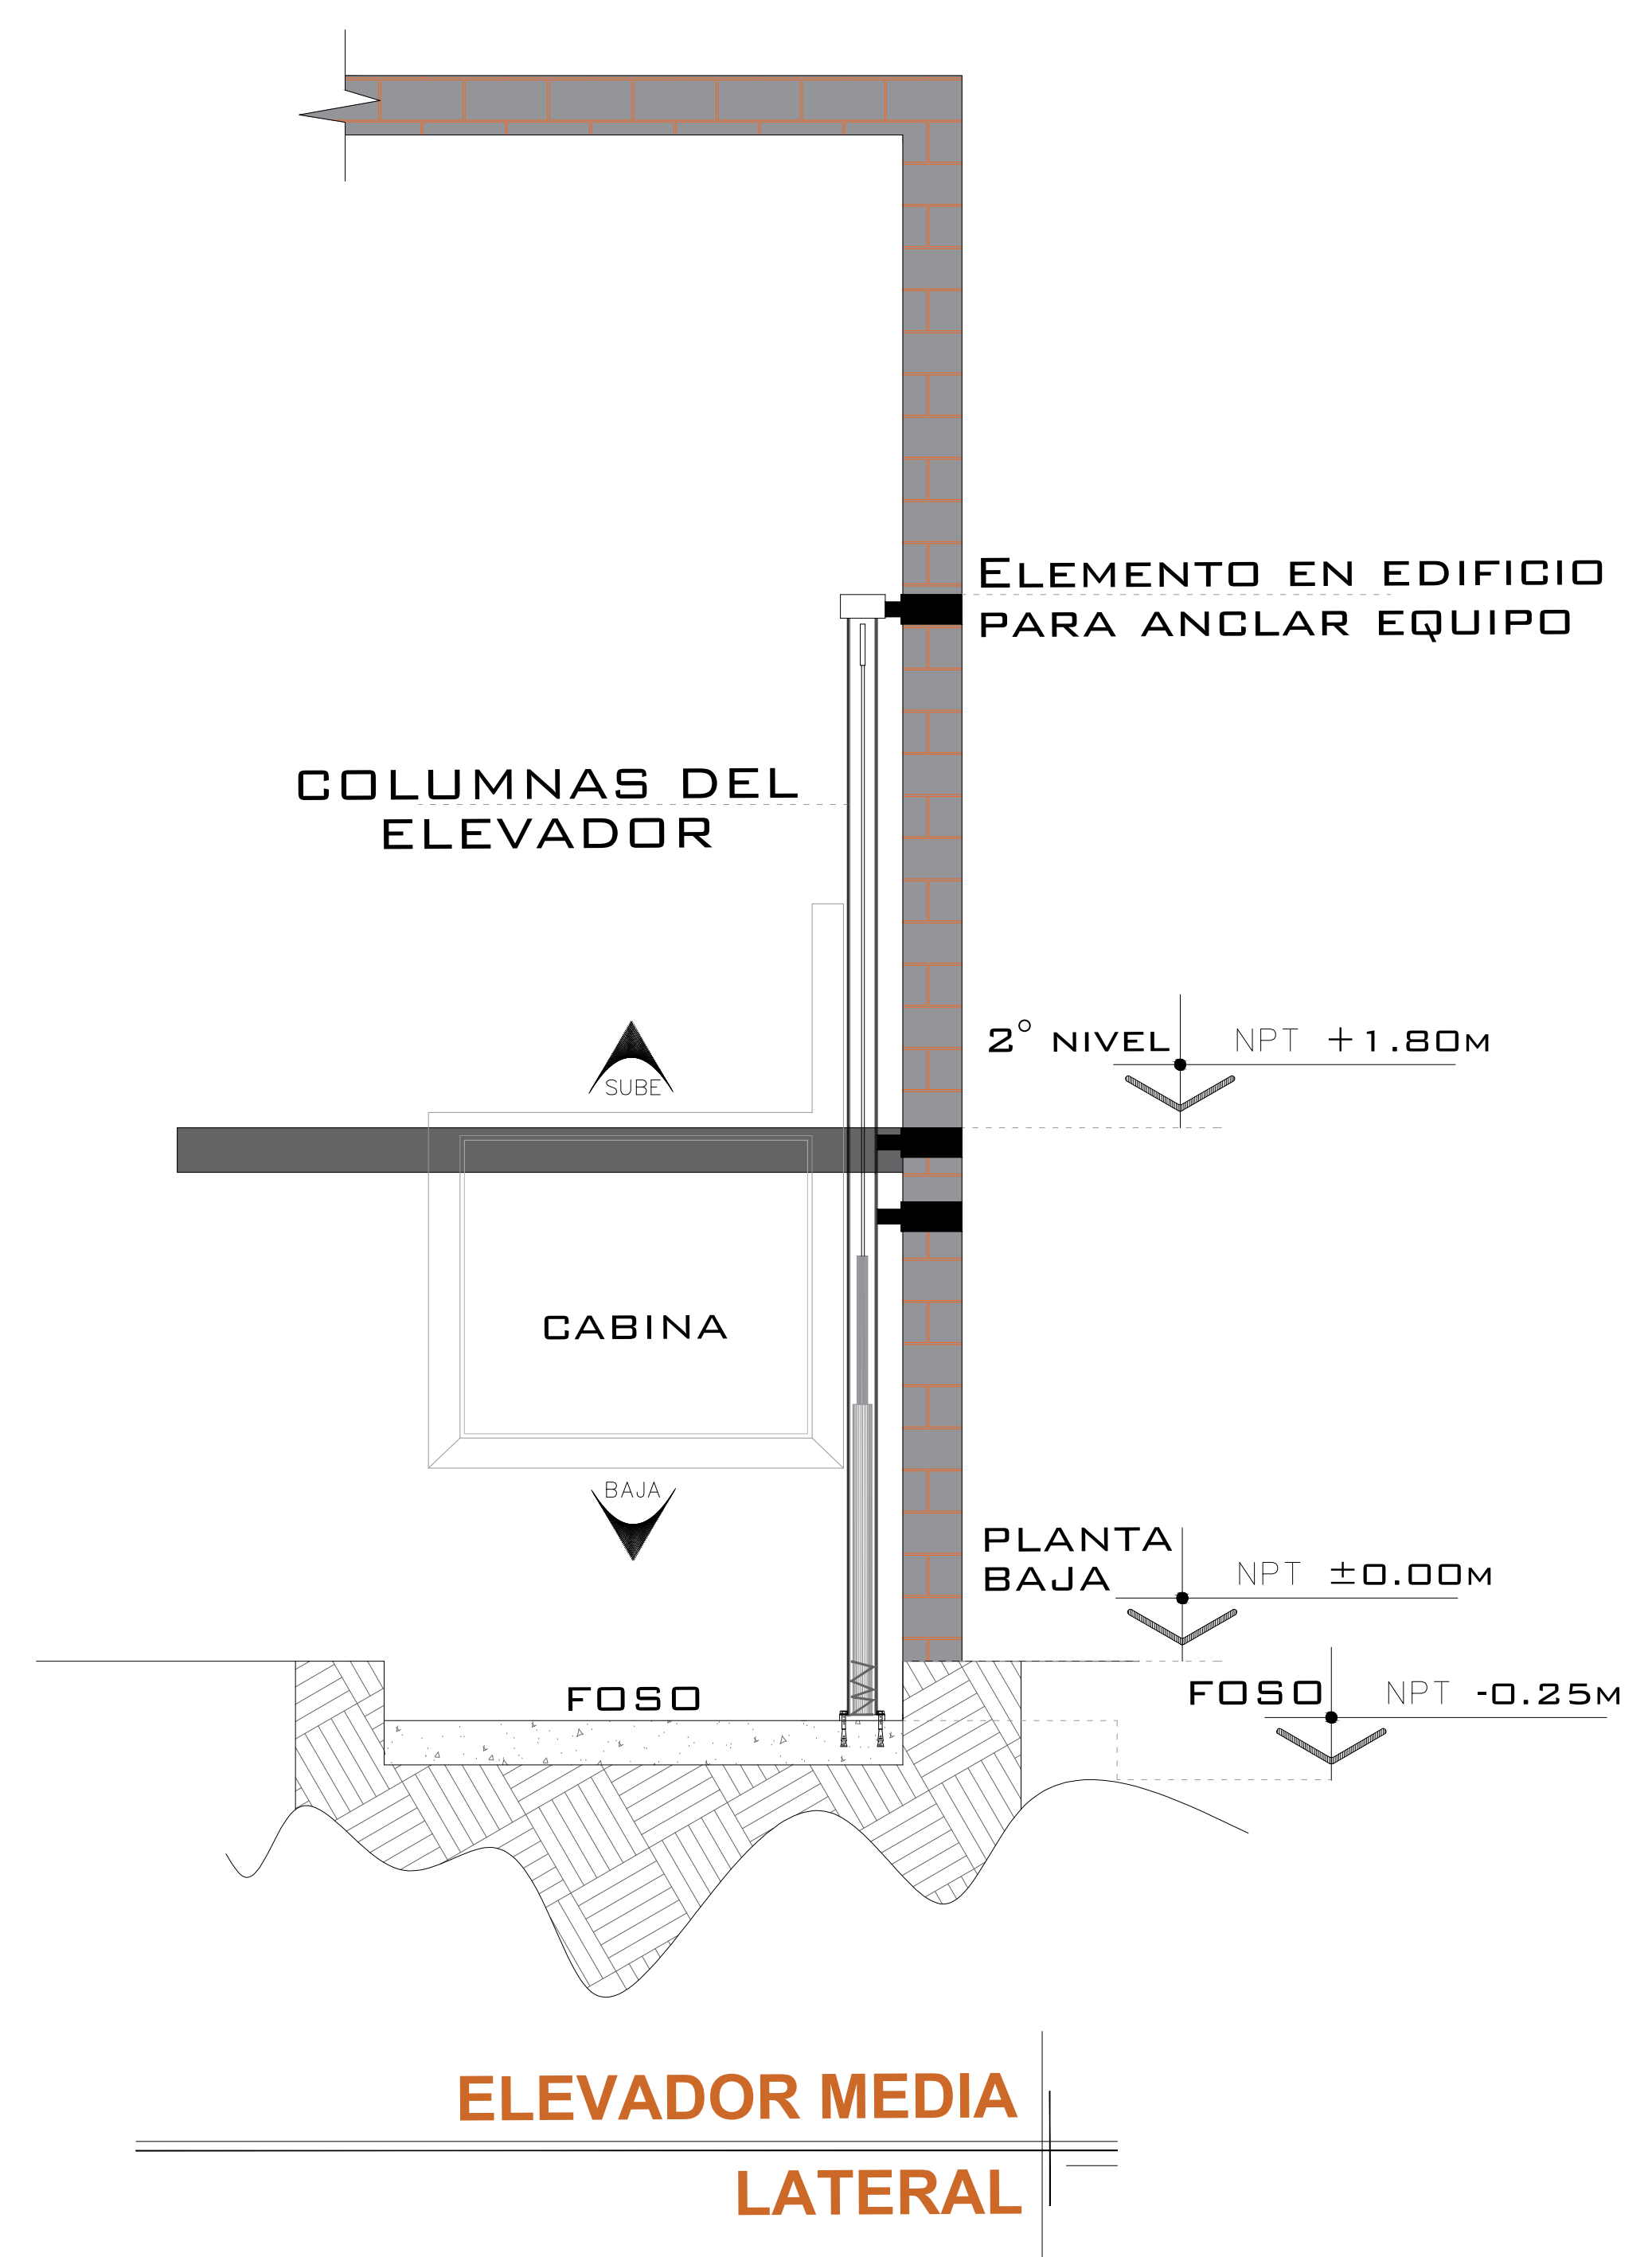 ELEMENTO EN EDIFICIO
PARA ANCLAR EQUIPO
COLUMNAS DEL
ELEVADOR
2° NIVEL NPT +1.80M
SUBE
CABINA
BAJA
PLANTA
BAJA
NPT ±0.00M
FOSO
FOSO NPT -0.25M
ELEVADOR MEDIA
LATERAL